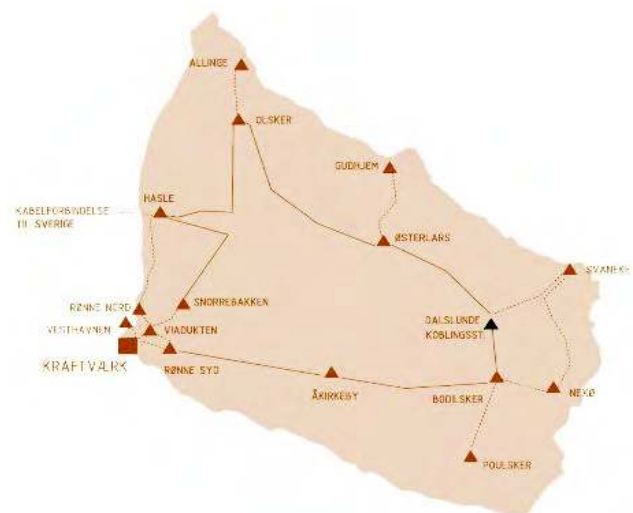 ALLINGE
OLSKER
GUDHJEM
HASLE
KABELFORBINDELSE
TIL SVERIGE
ØSTERLARS
SVANEKE
SNORREBAKKEN
RØNNE NORD
DALSLUNDE
KOBLINGSST.
VESTHAVNEN
VIADUKTEN
KRAFTVÆRK
RØNNE SYD
ÅKIRKEBY
BODILSKER
NEXØ
POULSKER